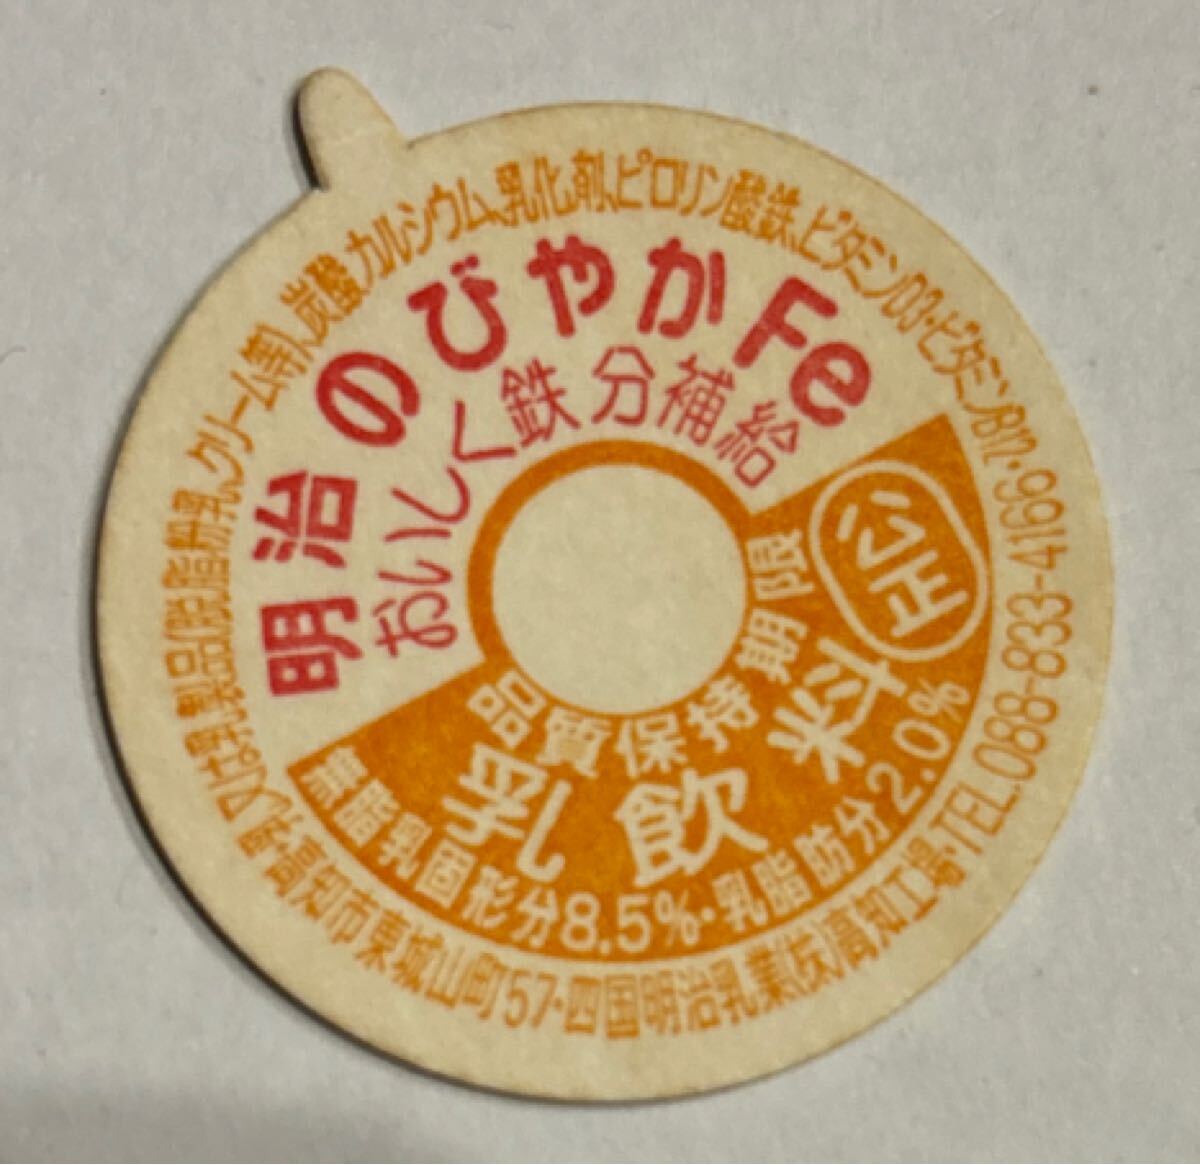 明治のびやかFe
おいしく鉄分補給
公正
品質保持期限
乳飲料
無脂乳固形分8.5%・乳脂肪分2.0%
又は乳製品(脱脂粉乳、クリーム等)、炭酸カルシウム、乳化剤、ピロリン酸鉄、ビタミンD3・ビタミンB12・
高知市東城山町57・四国明治乳業(株)高知工場・TEL.088-833-4166